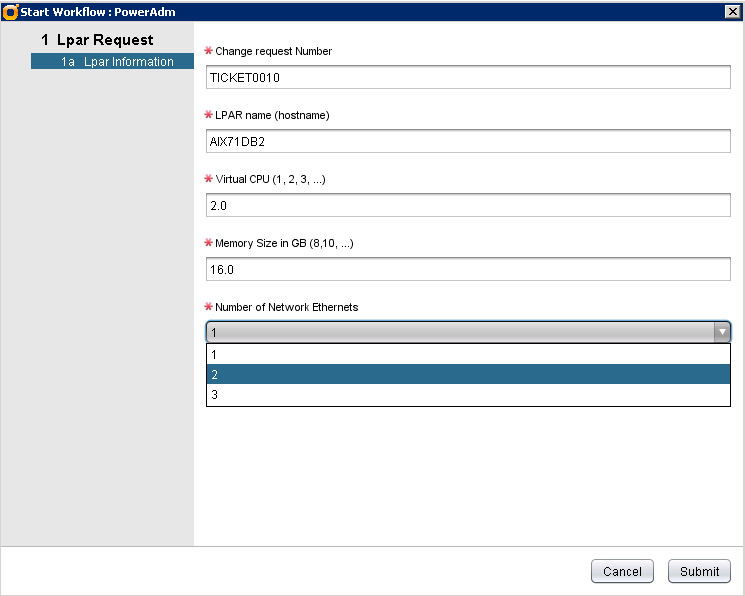 Start Workflow : PowerAdm
1 Lpar Request
1a Lpar Information
* Change request Number
TICKET0010
* LPAR name (hostname)
AIX71DB2
* Virtual CPU (1, 2, 3, ...)
2.0
* Memory Size in GB (8,10, ...)
16.0
* Number of Network Ethernets
1
1
2
3
Cancel Submit